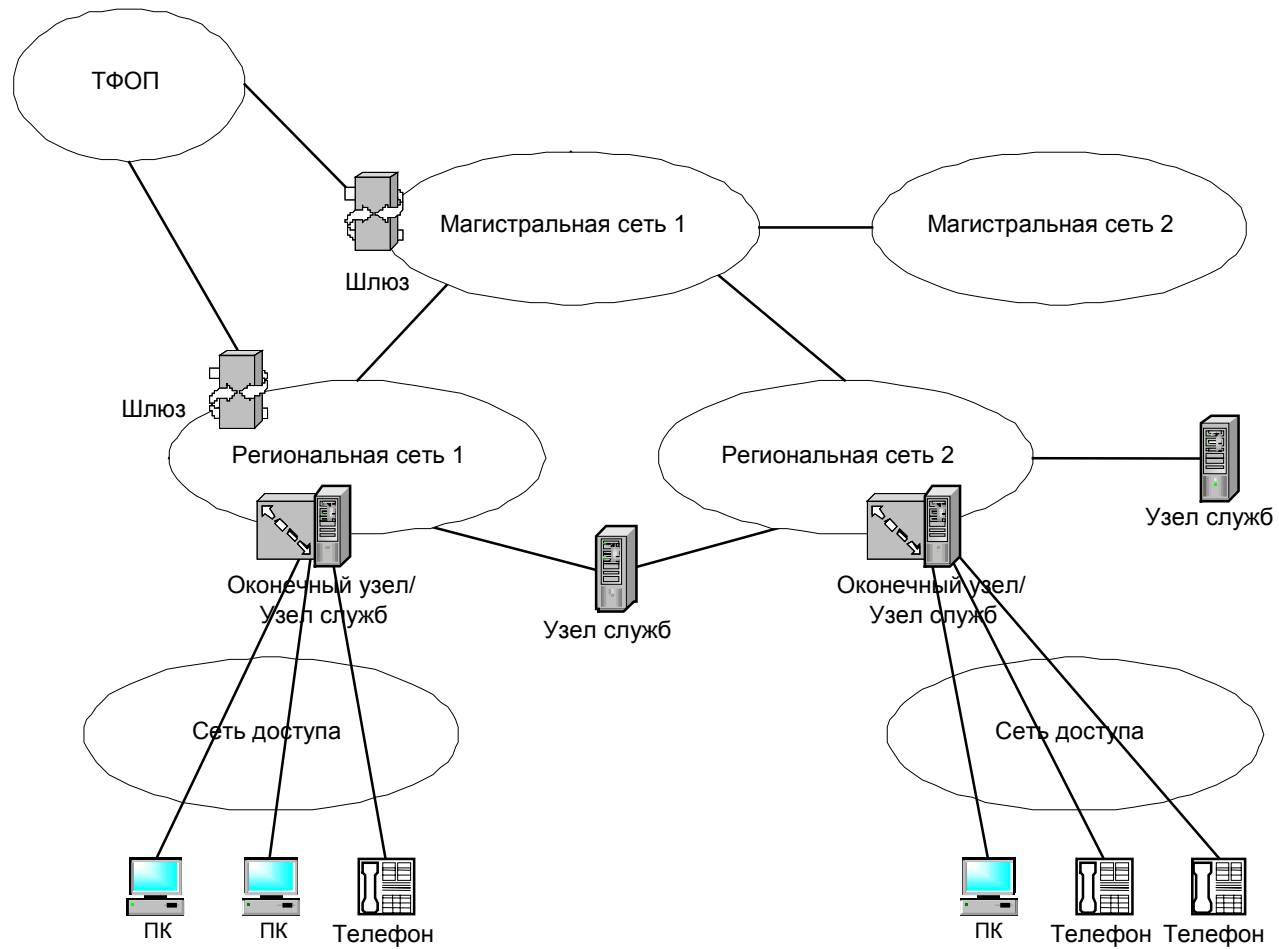 ТФОП
Магистральная сеть 1
Магистральная сеть 2
Шлюз
Шлюз
Региональная сеть 1
Региональная сеть 2
Узел служб
Оконечный узел/
Узел служб
Узел служб
Оконечный узел/
Узел служб
Сеть доступа
Сеть доступа
ПК
ПК
Телефон
ПК
Телефон
Телефон